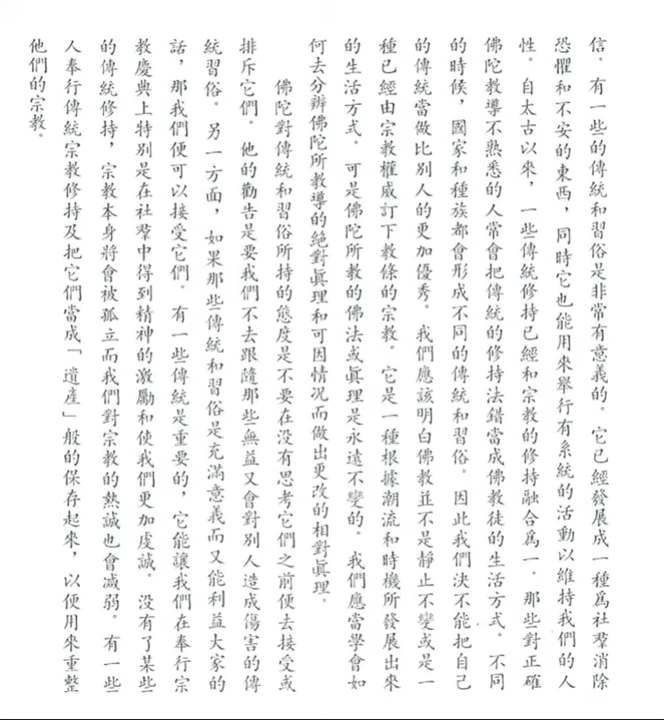 信。有一些的傳統和習俗是非常有意義的。它已經發展成一種為社羣消除
恐懼和不安的東西，同時它也能用來舉行有系統的活動以維持我們的人
性。自太古以來，一些傳統修持已經和宗教的修持融合為一。那些對正確
佛陀教導不熟悉的人常會把傳統的修持法錯當成佛教徒的生活方式。不同
的時候，國家和種族都會形成不同的傳統和習俗。因此我們決不能把自己
的傳統當做比別人的更加優秀。我們應該明白佛教並不是靜止不變或是一
種已經由宗教權威訂下教條的宗教。它是一種根據潮流和時機所發展出來
的生活方式。可是佛陀所教的佛法或眞理是永遠不變的。我們應當學會如
何去分辨佛陀所教導的絕對眞理和可因情況而做出更改的相對眞理。
佛陀對傳統和習俗所持的態度是不要在没有思考它們之前便去接受或
排斥它們。他的勸告是要我們不去跟隨那些無益又會對別人造成傷害的傳
統習俗。另一方面，如果那些傳統和習俗是充滿意義而又能利益大家的
話，那我們便可以接受它們。有一些傳統是重要的，它能讓我們在奉行宗
教慶典上特別是在社羣中得到精神的激勵和使我們更加虔誠。没有了某些
的傳統修持，宗教本身將會被孤立而我們對宗教的熱誠也會減弱。有一些
人奉行傳統宗教修持及把它們當成「遺產」般的保存起來，以便用來重整
他們的宗教。